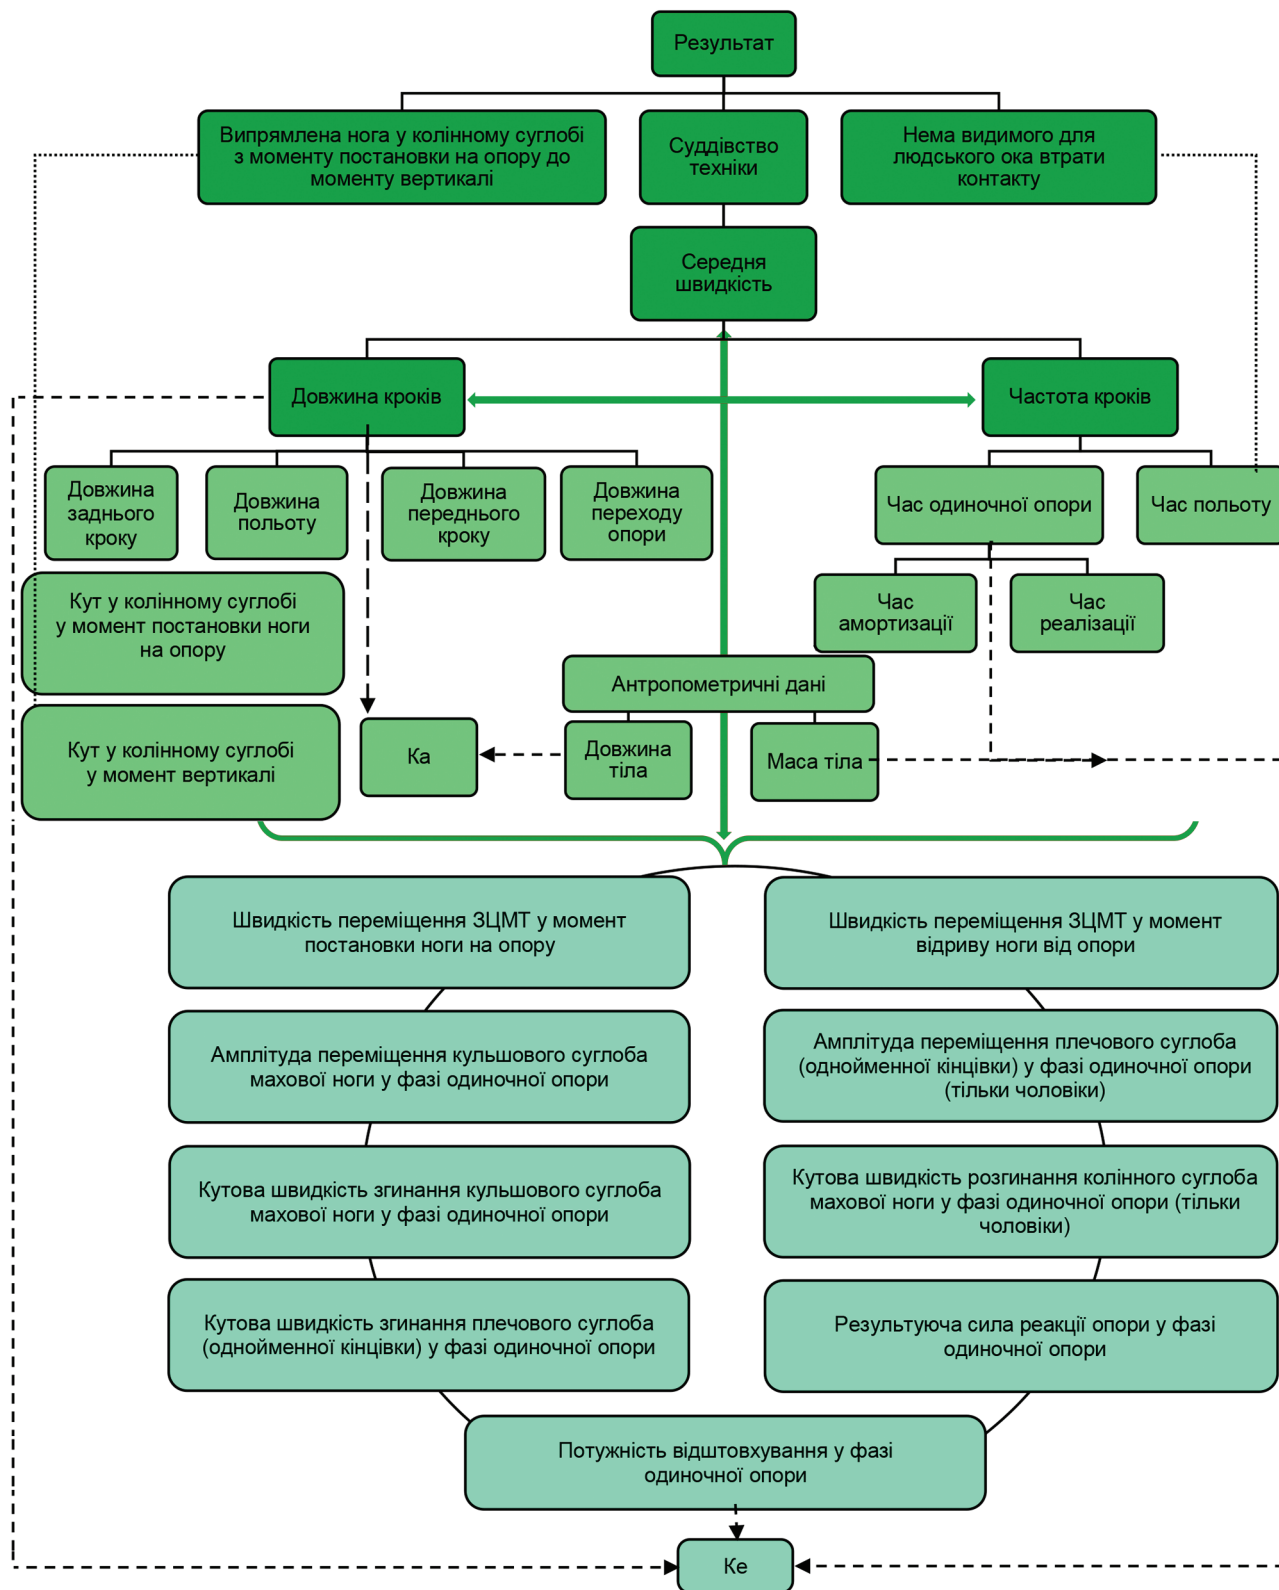 Результат
Випрямлена нога у колінному суглобі
з моменту постановки на опору до
моменту вертикалі
Суддівство
техніки
Нема видимого для
людського ока втрати
контакту
Середня
швидкість
Довжина кроків
Частота кроків
Довжина
заднього
кроку
Довжина
польоту
Довжина
переднього
кроку
Довжина
переходу
опори
Час одиночної опори
Час польоту
Кут у колінному суглобі
у момент постановки ноги
на опору
Час
амортизації
Час
реалізації
Антропометричні дані
Кут у колінному суглобі
у момент вертикалі
Ка
Довжина
тіла
Маса тіла
Швидкість переміщення ЗЦМТ у момент
постановки ноги на опору
Швидкість переміщення ЗЦМТ у момент
відриву ноги від опори
Амплітуда переміщення кульшового суглоба
махової ноги у фазі одиночної опори
Амплітуда переміщення плечового суглоба
(однойменної кінцівки) у фазі одиночної опори
(тільки чоловіки)
Кутова швидкість згинання кульшового суглоба
махової ноги у фазі одиночної опори
Кутова швидкість розгинання колінного суглоба
махової ноги у фазі одиночної опори (тільки
чоловіки)
Кутова швидкість згинання плечового суглоба
(однойменної кінцівки) у фазі одиночної опори
Результуюча сила реакції опори у фазі
одиночної опори
Потужність відштовхування у фазі
одиночної опори
Ке